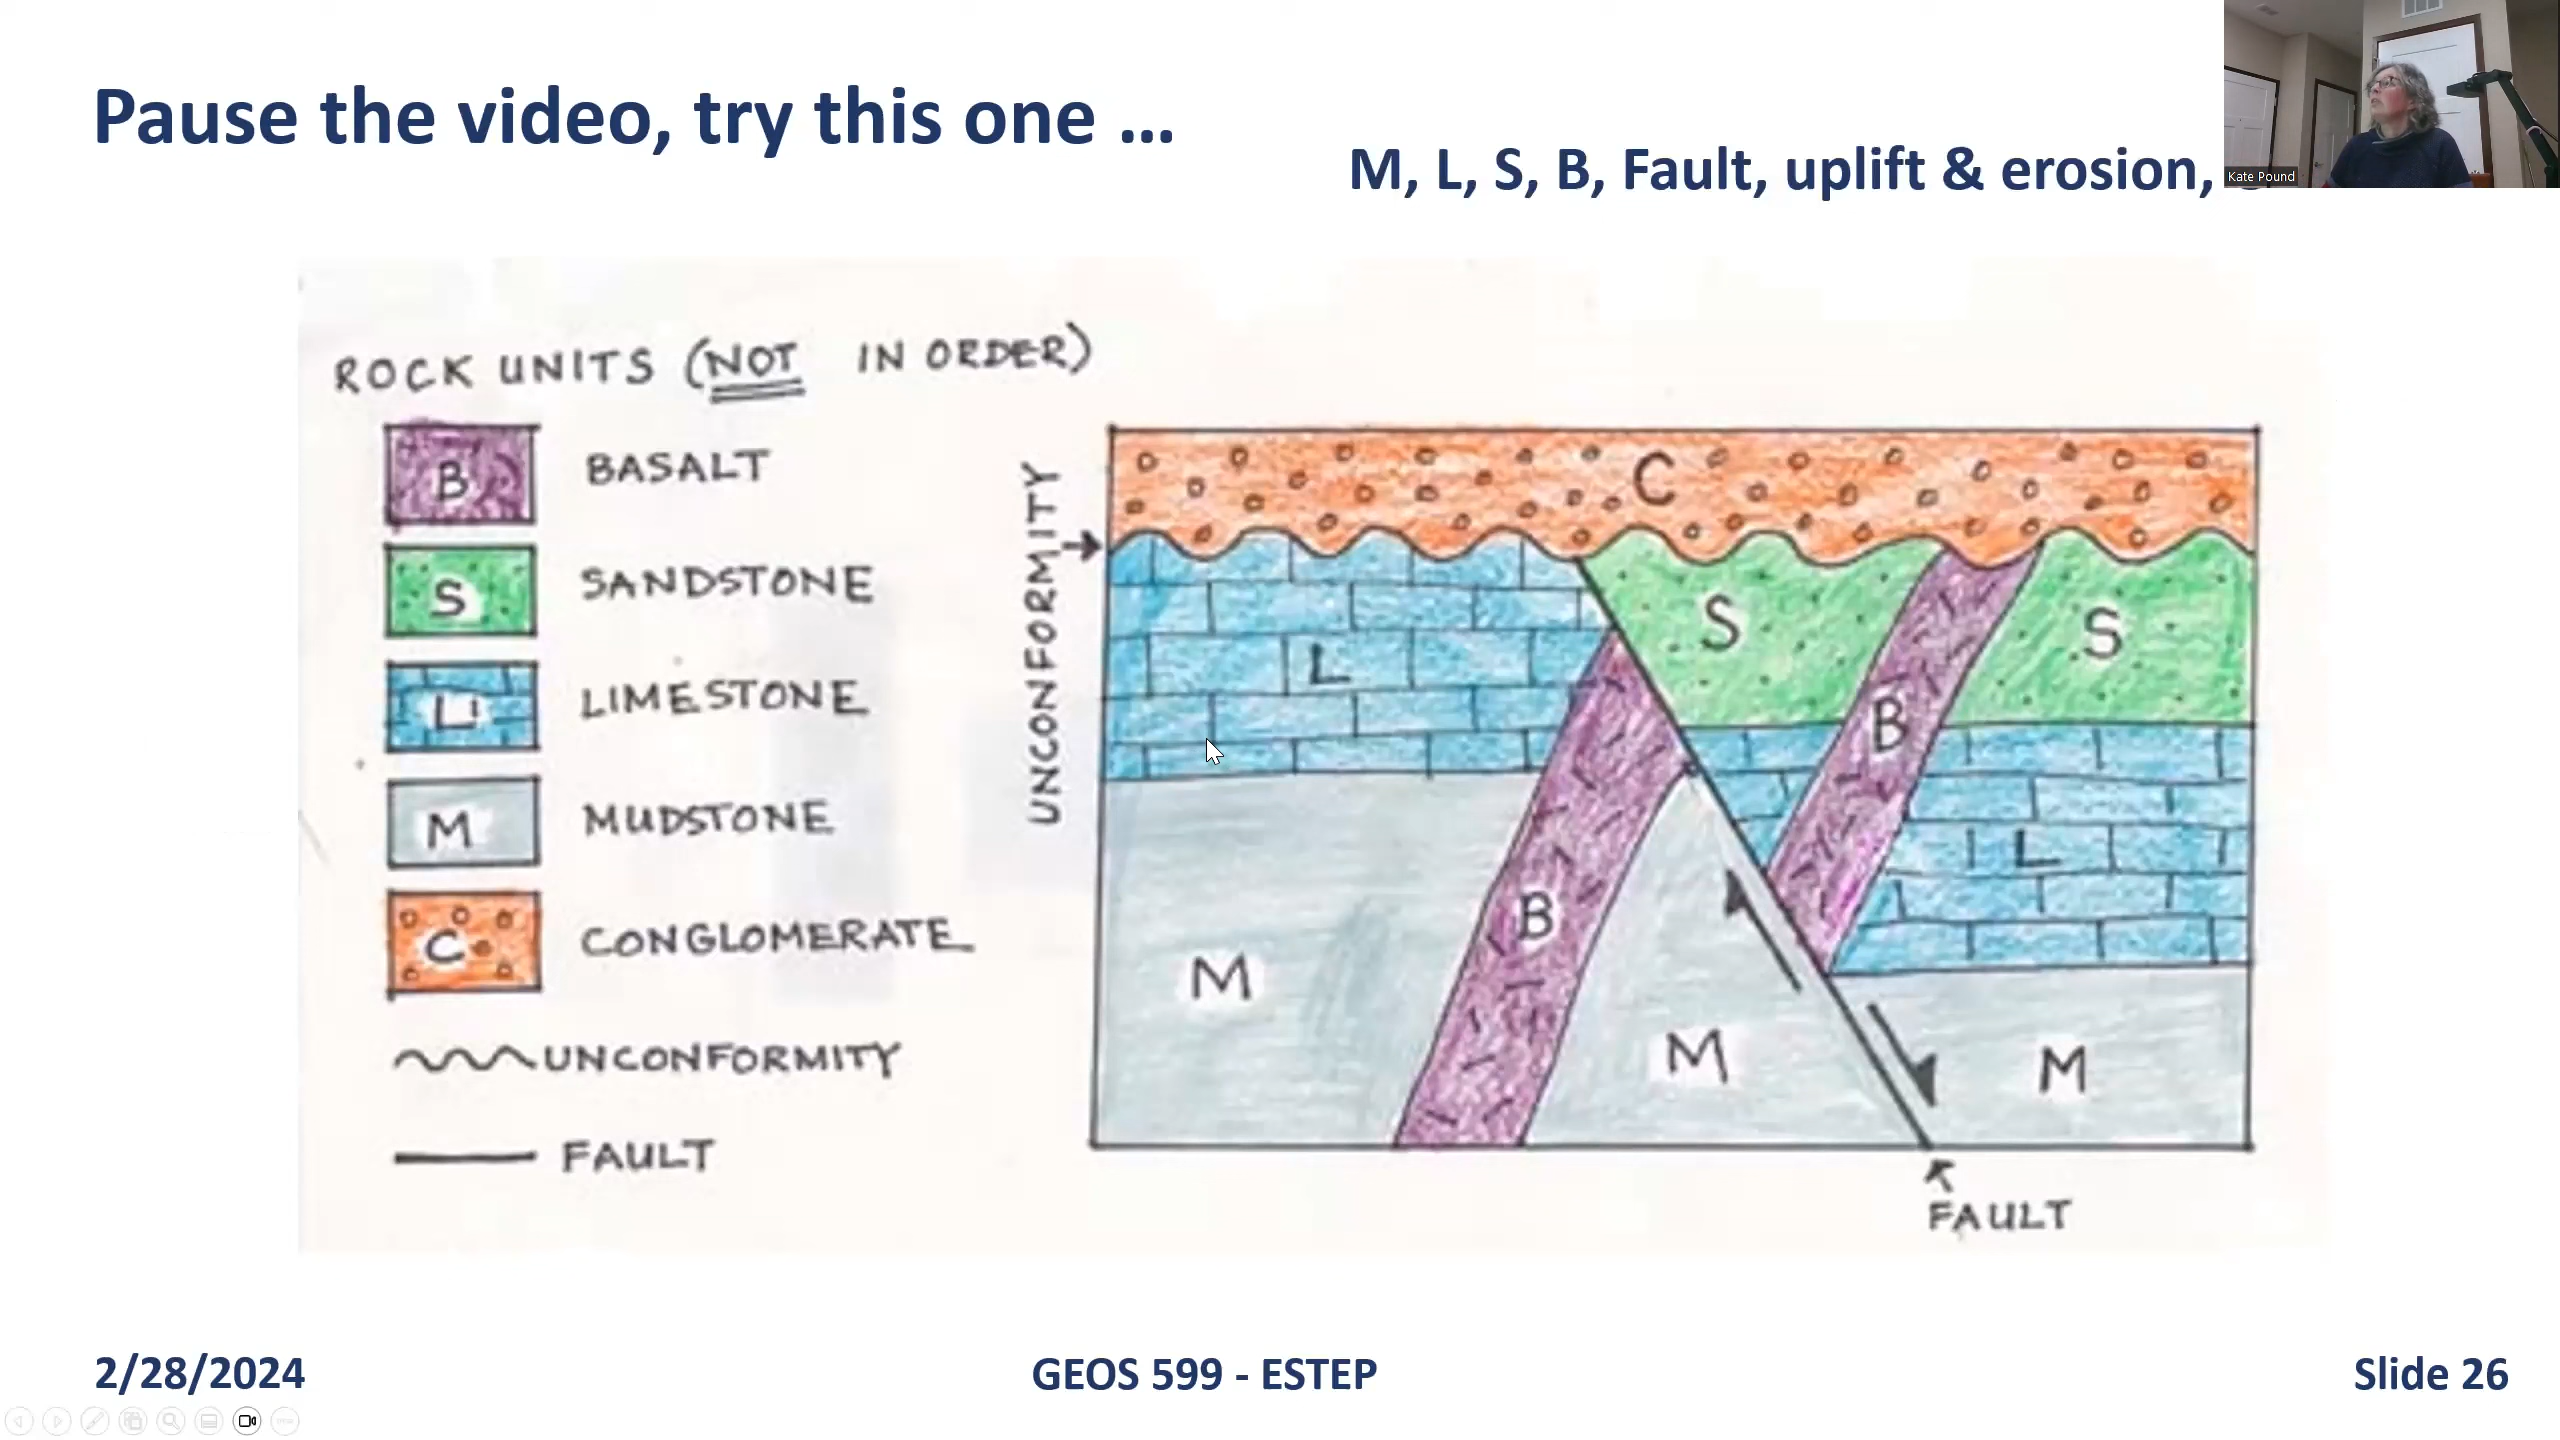 Pause the video, try this one …
M, L, S, B, Fault, uplift & erosion,
Kate Pound
ROCK UNITS (NOT IN ORDER)
B BASALT
S SANDSTONE
L LIMESTONE
M MUDSTONE
C CONGLOMERATE
UNCONFORMITY
FAULT
UNCONFORMITY
C
L
S
B
S
B
L
M
M
M
FAULT
2/28/2024
GEOS 599 - ESTEP
Slide 26